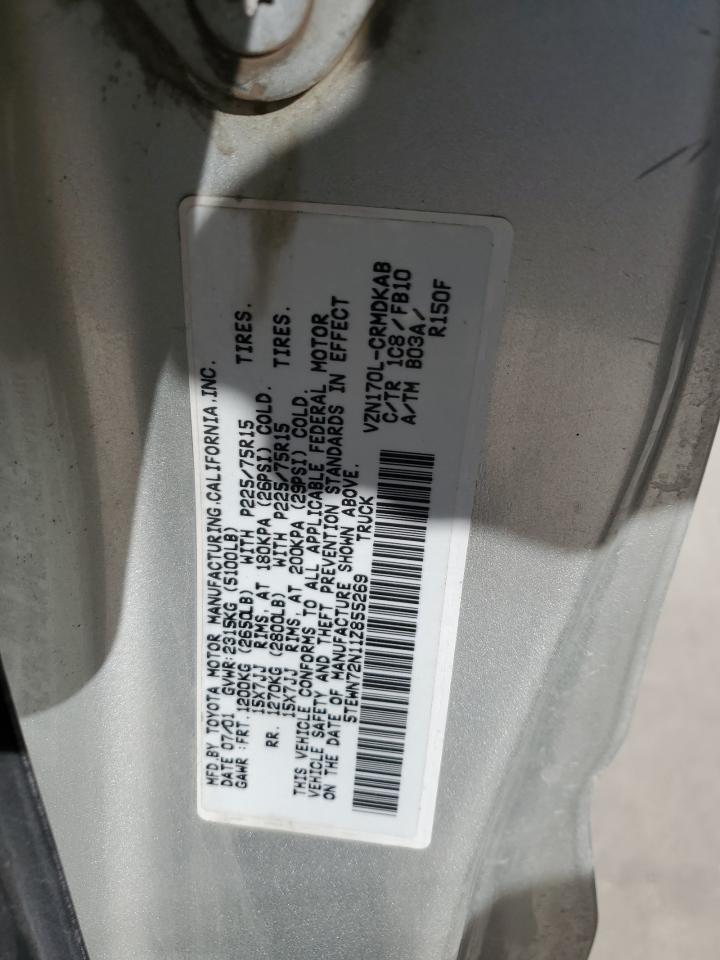 MFD.BY TOYOTA MOTOR MANUFACTURING.CALIFORNIA.INC.
DATE 07/01 GVWR:2315KG (5100LB)
GAWR :FRT.1200KG (2650LB) WITH P225/75R15 TIRES.
15X7JJ RIMS, AT 180KPA (26PSI) COLD.
RR. 1270KG (2800LB) WITH P225/75R15 TIRES.
15X7JJ RIMS, AT 200KPA (29PSI) COLD.
THIS VEHICLE CONFORMS TO ALL APPLICABLE FEDERAL MOTOR
VEHICLE SAFETY AND THEFT PREVENTION STANDARDS IN EFFECT
ON THE DATE OF MANUFACTURE SHOWN ABOVE.
5TEWN72N11Z855269 TRUCK
VZN170L-CRMDKAB
C/TR 1C8/FB10
A/TM B03A/
R150F